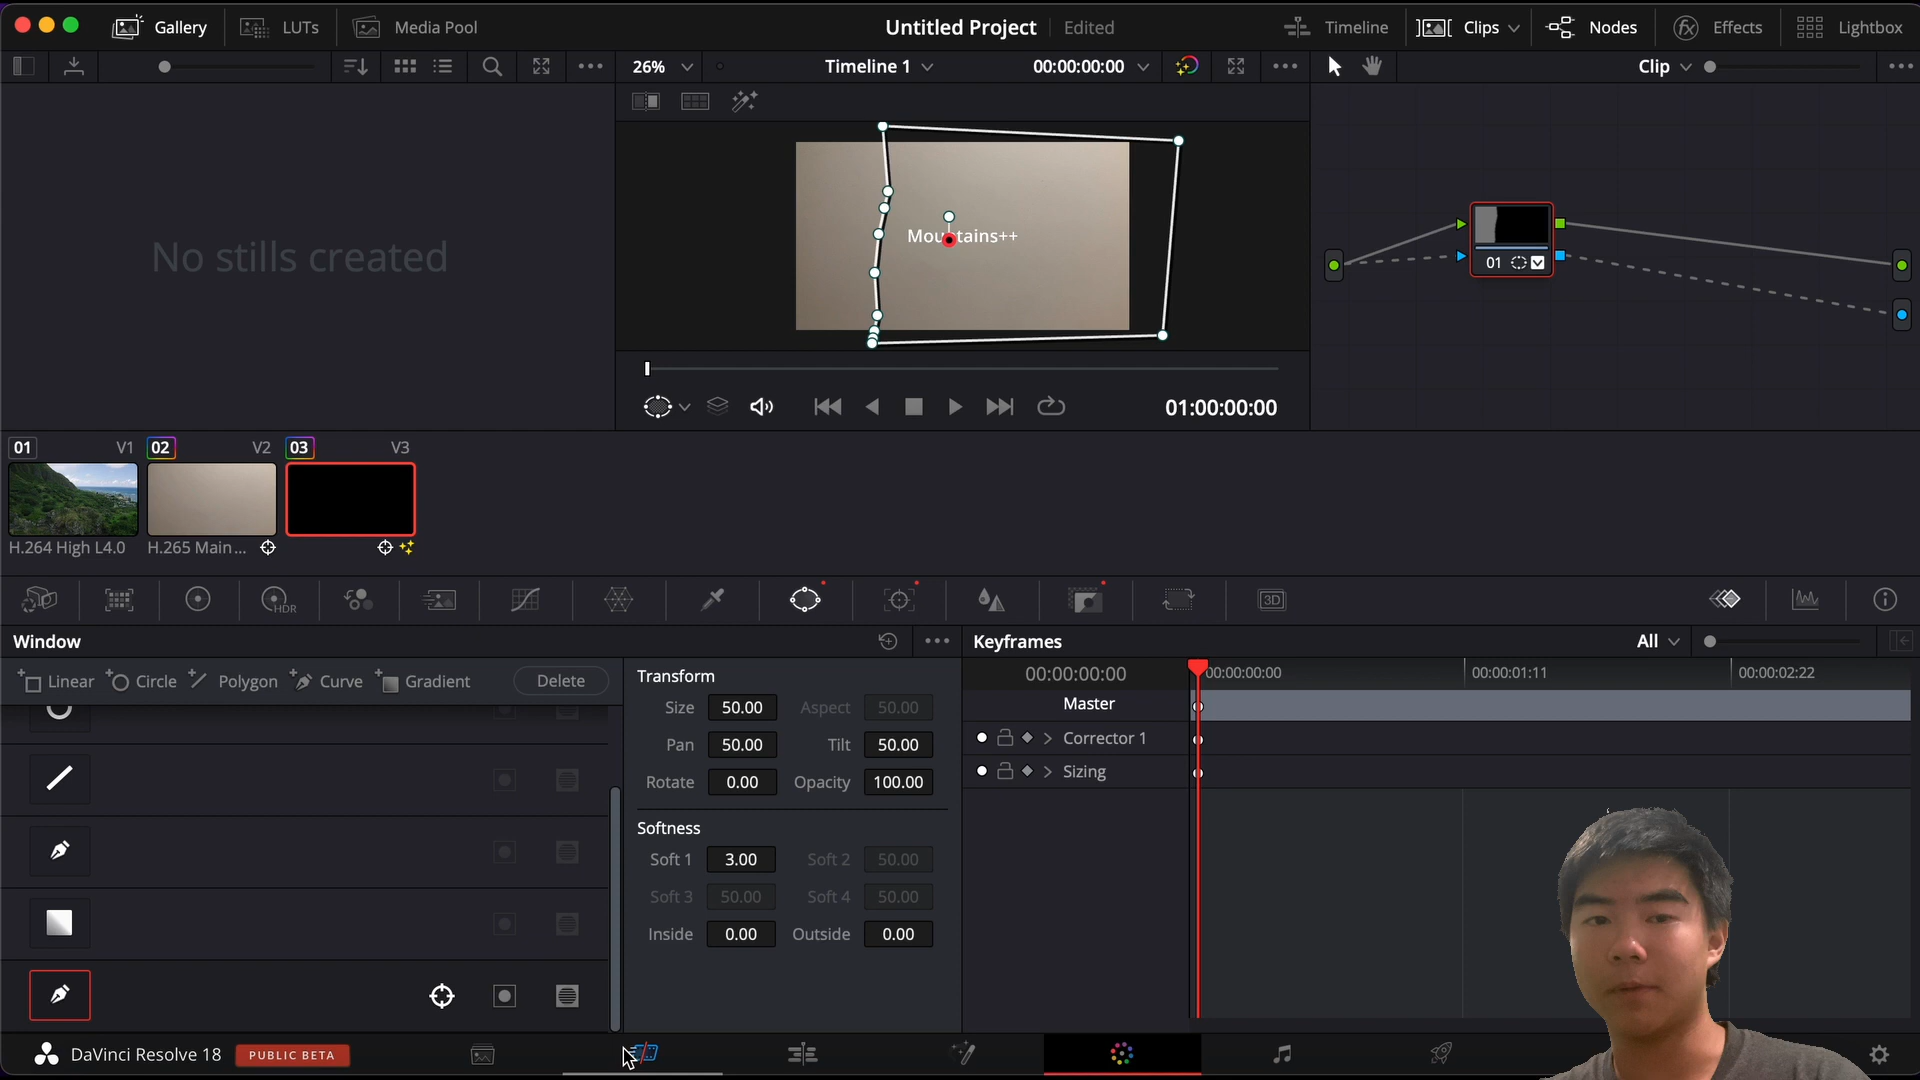 Gallery
LUTs
Media Pool
Untitled Project
Edited
Timeline
Clips
Nodes
Effects
Lightbox
26%
Timeline 1
00:00:00:00
Clip
No stills created
Mountains++
01
01:00:00:00
01
V1
02
V2
03
V3
H.264 High L4.0
H.265 Main...
HDR
3D
Window
Linear
Circle
Polygon
Curve
Gradient
Delete
Transform
Size
50.00
Aspect
50.00
Pan
50.00
Tilt
50.00
Rotate
0.00
Opacity
100.00
Softness
Soft 1
3.00
Soft 2
50.00
Soft 3
50.00
Soft 4
50.00
Inside
0.00
Outside
0.00
Keyframes
All
00:00:00:00
00:00:00:00
00:00:01:11
00:00:02:22
Master
Corrector 1
Sizing
DaVinci Resolve 18
PUBLIC BETA